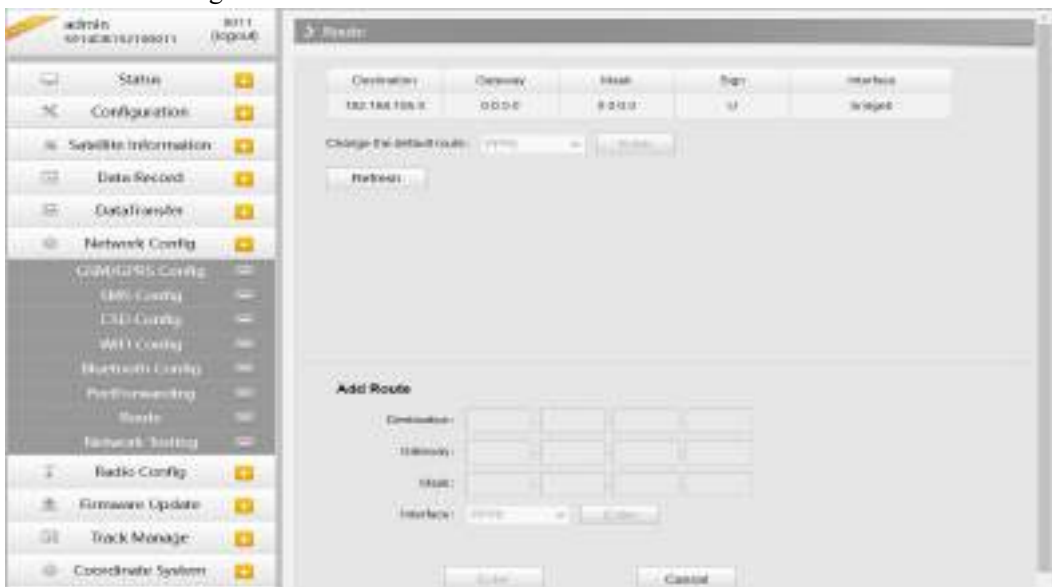 admin
(logout)
Route
Status
Configuration
Satellite Information
Data Record
DataTransfer
Network Config
GSM/GPRS Config
SMS Config
CSD Config
WIFI Config
Bluetooth Config
PortForwarding
Route
Network Testing
Radio Config
Firmware Update
Track Manage
Coordinate System
Destination Gateway Mask Sign Interface
0.0.0.0 U
Change the default route:
Refresh
Add Route
Destination:
Gateway:
Mask:
Interface:
Enter Cancel